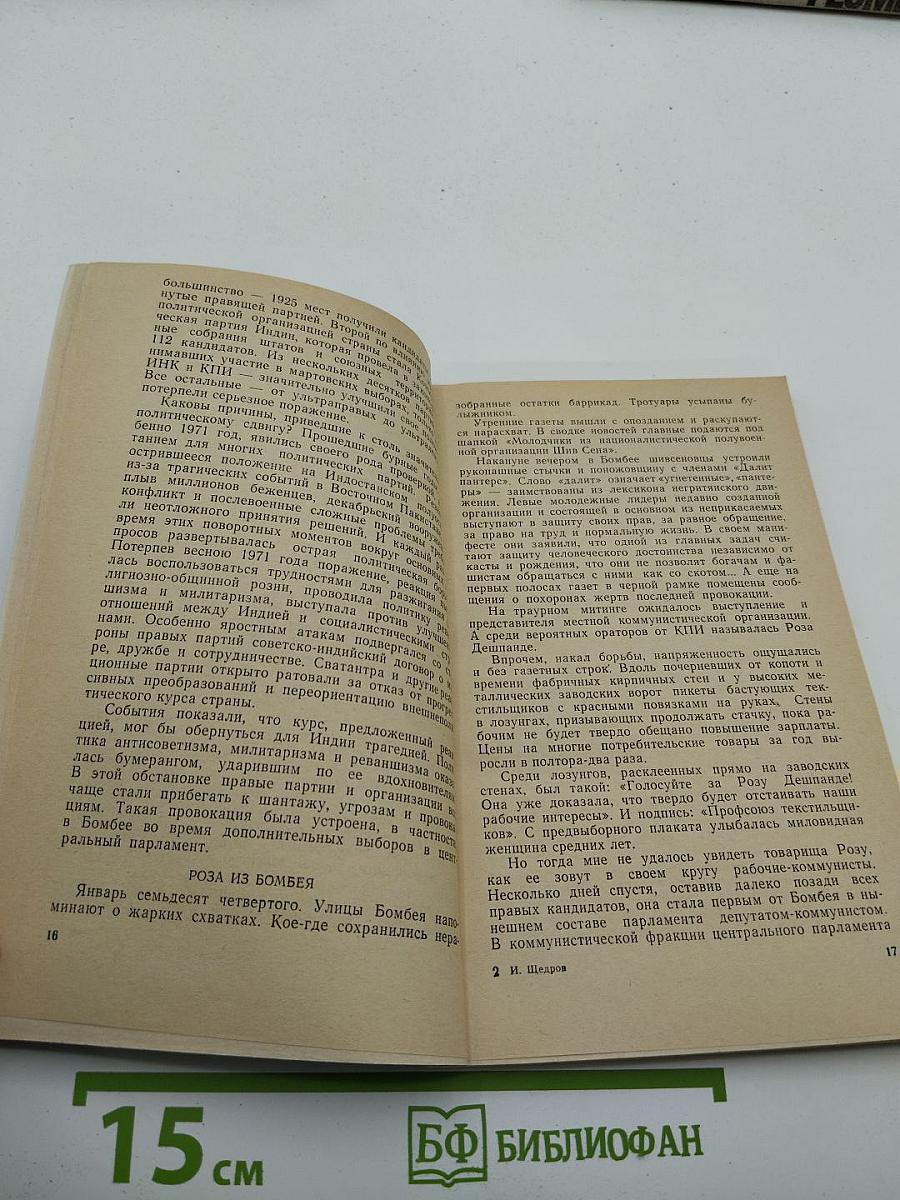 большинство — 1925 мест получили
нутые правящей партией. Второй по
политической организацией страны стала
ческая партия Индии, которая провела в
ные собрания штатов и союзных
112 кандидатов. Из нескольких десятков
нимавших участие в мартовских выборах,
ИНК и КПИ — значительно улучшили свое
Все остальные — от ультраправых до
потерпели серьезное поражение.
Каковы причины, приведшие к столь
политическому сдвигу? Прошедшие бурные
бенно 1971 год, явились своего рода
танием для многих политических партий.
острившееся положение на Индостанском
из-за трагических событий в Восточном
плыв миллионов беженцев, декабрьский
конфликт и послевоенные сложные проблемы
ли неотложного принятия решений. И каждый
время этих поворотных моментов вокруг
просов развертывалась острая политическая
Потерпев весною 1971 года поражение, реакция
лась воспользоваться трудностями для разжигания
лигиозно-общинной розни, проводила политику
шизма и милитаризма, выступала против
отношений между Индией и социалистическими
нами. Особенно яростным атакам подвергался со
роны правых партий советско-индийский договор о
ре, дружбе и сотрудничестве. Сватантра и другие
ционные партии открыто ратовали за отказ от
сивных преобразований и переориентацию
тического курса страны.
События показали, что курс, предложенный
цией, мог бы обернуться для Индии трагедией.
тика антисоветизма, милитаризма и реваншизма
лась бумерангом, ударившим по ее вдохновителям.
В этой обстановке правые партии и организации
чаще стали прибегать к шантажу, угрозам и
циям. Такая провокация была устроена, в частности,
в Бомбее во время дополнительных выборов в цент-
ральный парламент.
РОЗА ИЗ БОМБЕЯ
Январь семьдесят четвертого. Улицы Бомбея напо-
минают о жарких схватках. Кое-где сохранились нера-
16
зобранные остатки баррикад. Тротуары усыпаны бу-
лыжником.
Утренние газеты вышли с опозданием и раскупают-
ся нарасхват. В сводке новостей главные подаются под
шапкой «Молодчики из националистической полувоен-
ной организации Шив Сена».
Накануне вечером в Бомбее шивсеновцы устроили
рукопашные стычки и поножовщину с членами «Далит
пантерс». Слово «далит» означает «угнетенные», «панте-
ры» — заимствованы из лексикона негритянского дви-
жения. Левые молодежные лидеры недавно созданной
организации и состоящей в основном из неприкасаемых
выступают в защиту своих прав, за равное обращение,
за право на труд и нормальную жизнь. В своем мани-
фесте они заявили, что одной из главных задач счи-
тают защиту человеческого достоинства независимо от
касты и рождения, что они не позволят богачам и фа-
шистам обращаться с ними как со скотом... А еще на
первых полосах газет в черной рамке помещены сооб-
щения о похоронах жертв последней провокации.
На траурном митинге ожидалось выступление и
представителя местной коммунистической организации.
А среди вероятных ораторов от КПИ называлась Роза
Дешпанде.
Впрочем, накал борьбы, напряженность ощущались
и без газетных строк. Вдоль почерневших от копоти и
времени фабричных кирпичных стен и у высоких ме-
таллических заводских ворот пикеты бастующих тек-
стильщиков с красными повязками на руках. Стены
в лозунгах, призывающих продолжать стачку, пока ра-
бочим не будет твердо обещано повышение зарплаты.
Цены на многие потребительские товары за год вы-
росли в полтора-два раза.
Среди лозунгов, расклеенных прямо на заводских
стенах, был такой: «Голосуйте за Розу Дешпанде!
Она уже доказала, что твердо будет отстаивать наши
рабочие интересы». И подпись: «Профсоюз текстильщи-
ков». С предвыборного плаката улыбалась миловидная
женщина средних лет.
Но тогда мне не удалось увидеть товарища Розу,
как ее зовут в своем кругу рабочие-коммунисты.
Несколько дней спустя, оставив далеко позади всех
правых кандидатов, она стала первым от Бомбея в ны-
нешнем составе парламента депутатом-коммунистом.
В коммунистической фракции центрального парламента
2 И. Щедров
17
15 см
БФ БИБЛИОФАН